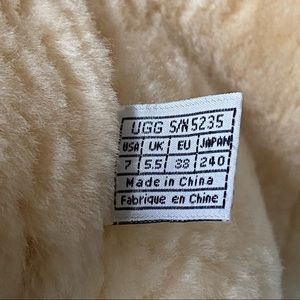 UGG S/N 5235
USA UK EU JAPAN
7 5.5 38 240
Made in China
Fabrique en Chine